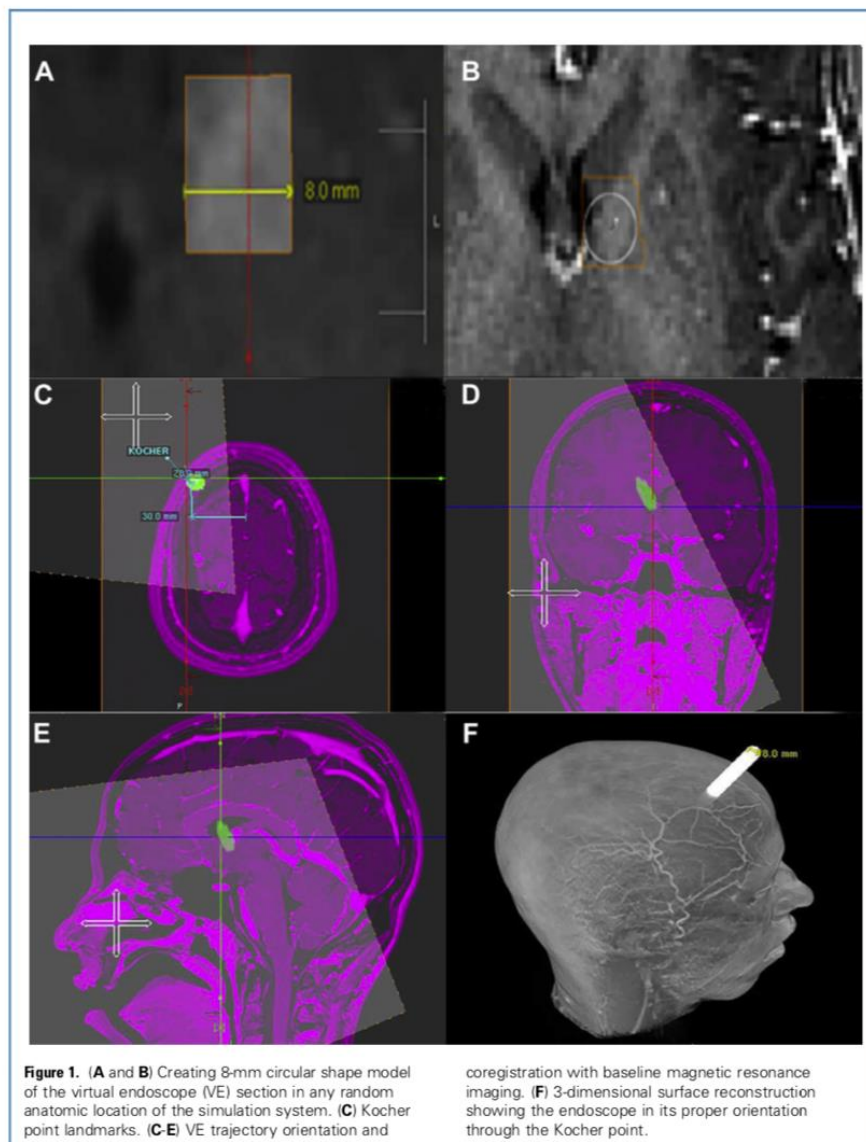 A
B
8.0 mm
L
C
D
KOCHER
30.0 mm
P
E
F
8.0 mm
Figure 1. (A and B) Creating 8-mm circular shape model
of the virtual endoscope (VE) section in any random
anatomic location of the simulation system. (C) Kocher
point landmarks. (C-E) VE trajectory orientation and
coregistration with baseline magnetic resonance
imaging. (F) 3-dimensional surface reconstruction
showing the endoscope in its proper orientation
through the Kocher point.